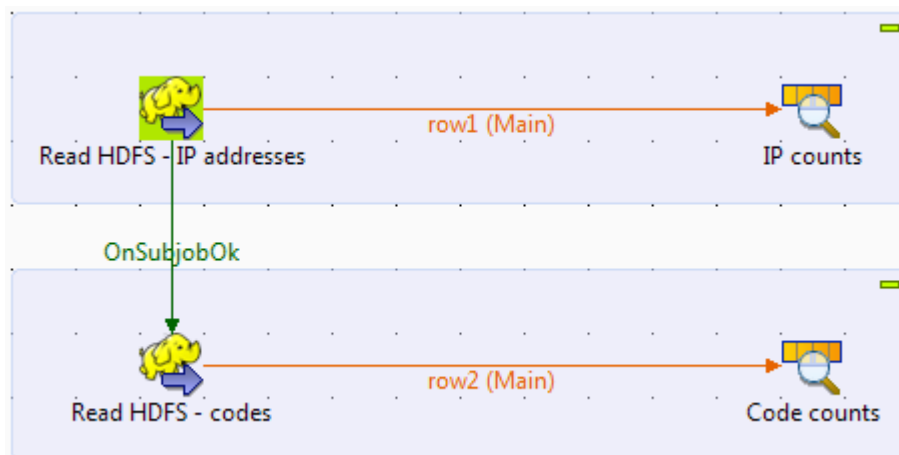 row1 (Main)
Read HDFS - IP addresses
IP counts
OnSubjobOk
row2 (Main)
Read HDFS - codes
Code counts